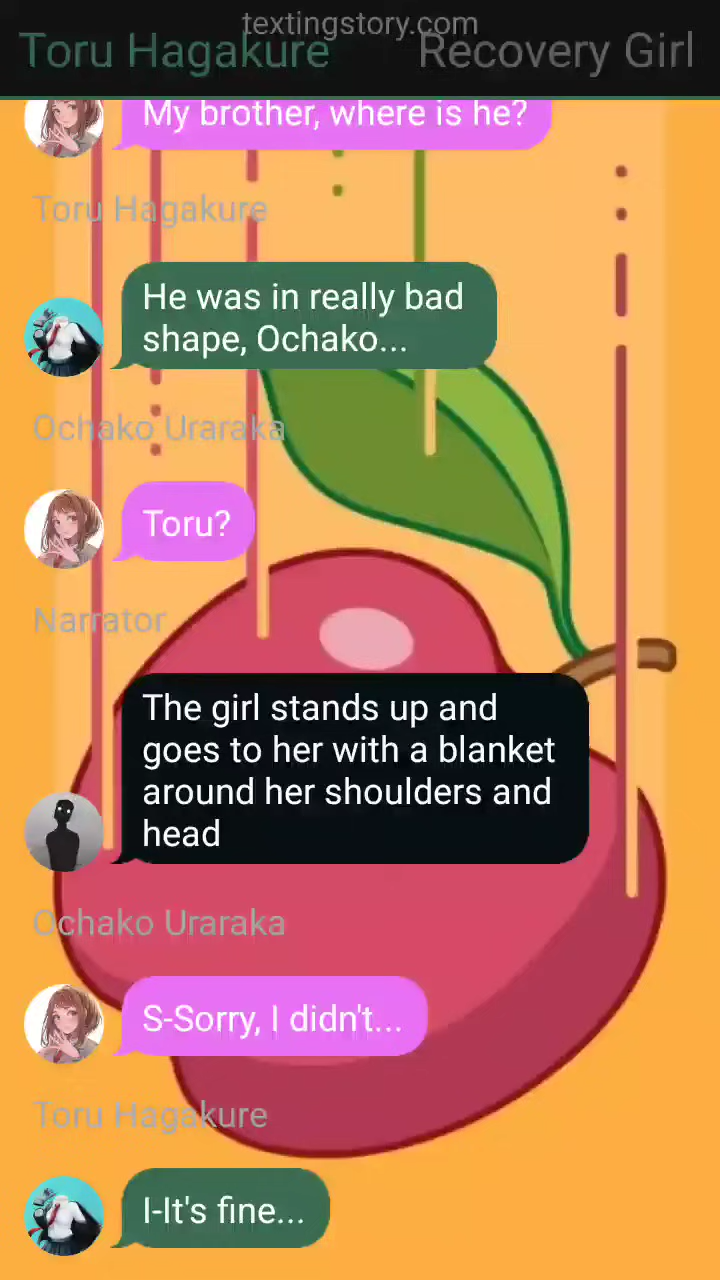 textingstory.com
Toru Hagakure Recovery Girl
My brother, where is he?
Toru Hagakure
He was in really bad
shape, Ochako...
Ochako Uraraka
Toru?
Narrator
The girl stands up and
goes to her with a blanket
around her shoulders and
head
Ochako Uraraka
S-Sorry, I didn't...
Toru Hagakure
I-It's fine...